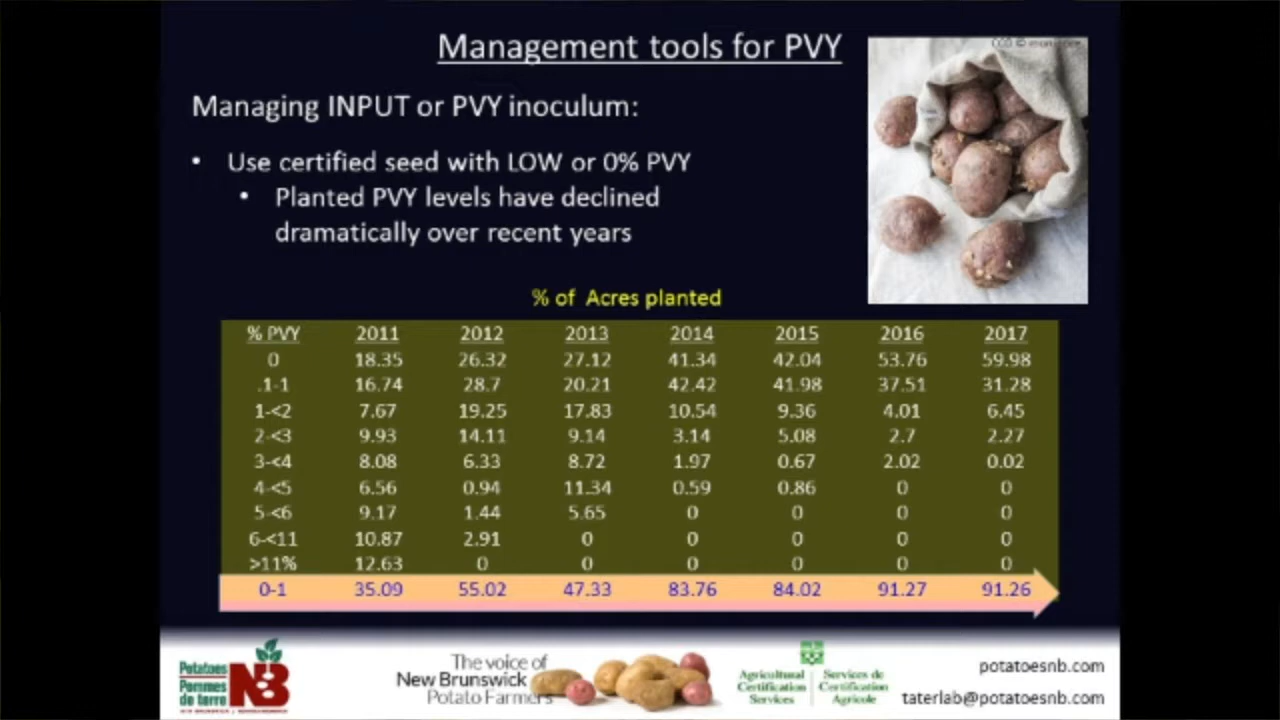 Management tools for PVY
Managing INPUT or PVY inoculum:
• Use certified seed with LOW or 0% PVY
• Planted PVY levels have declined
dramatically over recent years
% of Acres planted
% PVY 2011 2012 2013 2014 2015 2016 2017
0 18.35 26.32 27.12 41.34 42.04 53.76 59.98
.1-1 16.74 28.7 20.21 42.42 41.98 37.51 31.28
1-<2 7.67 19.25 17.83 10.54 9.36 4.01 6.45
2-<3 9.93 14.11 9.14 3.14 5.08 2.7 2.27
3-<4 8.08 6.33 8.72 1.97 0.67 2.02 0.02
4-<5 6.56 0.94 11.34 0.59 0.86 0 0
5-<6 9.17 1.44 5.65 0 0 0 0
6-<11 10.87 2.91 0 0 0 0 0
>11% 12.63 0 0 0 0 0 0
0-1 35.09 55.02 47.33 83.76 84.02 91.27 91.26
Potatoes
Pommes
de terre
NB
The voice of
New Brunswick
Potato Farmers
Agricultural
Certification
Services
Services de
Certification
Agricole
potatoesnb.com
taterlab@potatoesnb.com